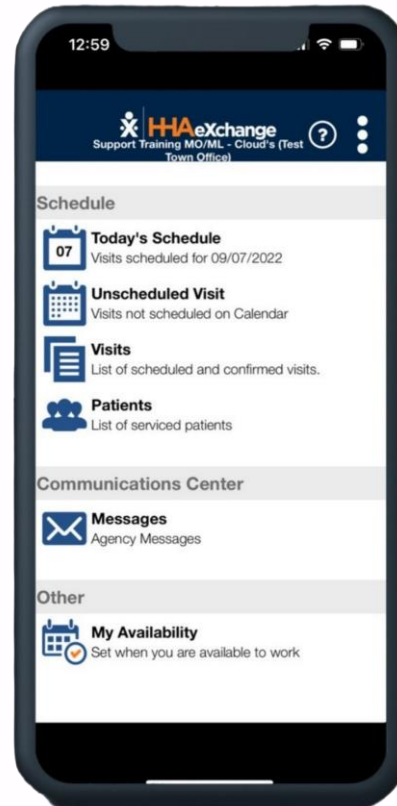 12:59
HHAeXchange
Support Training MO/ML - Cloud's (Test
Town Office)
?
Schedule
07
Today's Schedule
Visits scheduled for 09/07/2022
Unscheduled Visit
Visits not scheduled on Calendar
Visits
List of scheduled and confirmed visits.
Patients
List of serviced patients
Communications Center
Messages
Agency Messages
Other
My Availability
Set when you are available to work